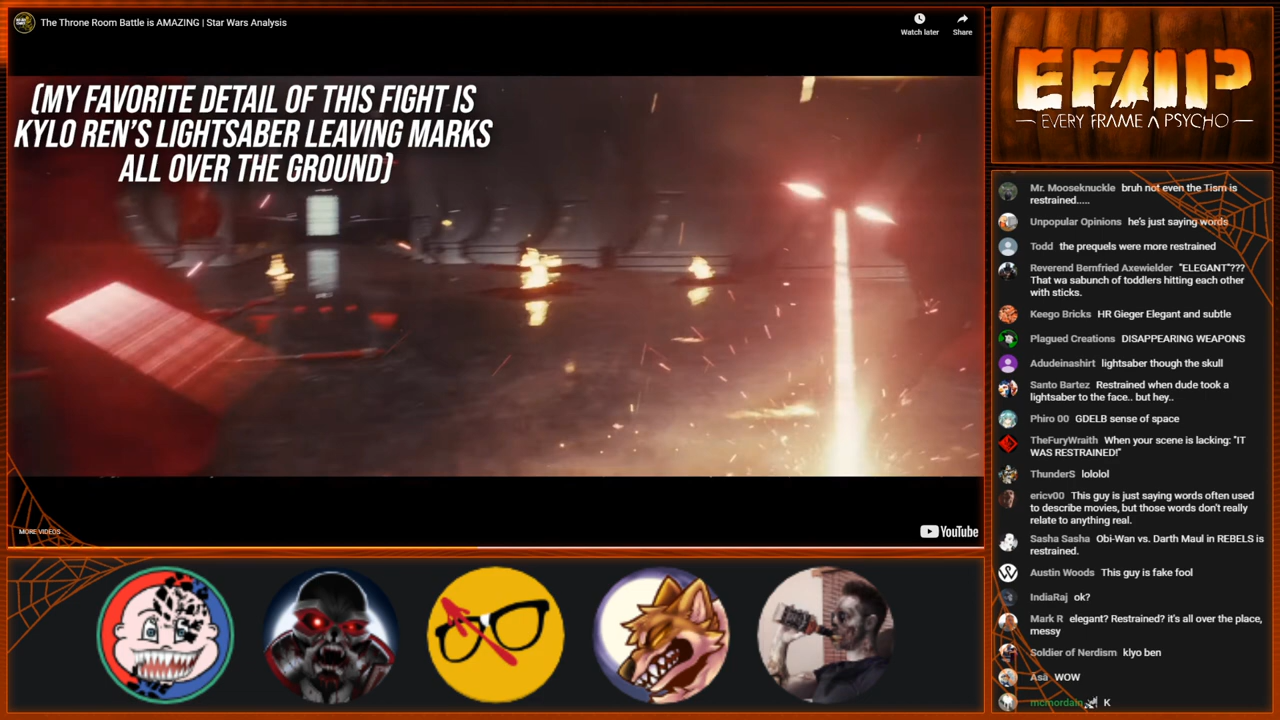 The Throne Room Battle is AMAZING | Star Wars Analysis
Watch later
Share
(MY FAVORITE DETAIL OF THIS FIGHT IS
KYLO REN'S LIGHTSABER LEAVING MARKS
ALL OVER THE GROUND)
MORE VIDEOS
YouTube
EFAP
EVERY FRAME A PSYCHO
Mr. Mooseknuckle bruh not even the Tism is
restrained.....
Unpopular Opinions he's just saying words
Todd the prequels were more restrained
Reverend Bernfried Axewielder "ELEGANT"???
That wa sabunch of toddlers hitting each other
with sticks.
Keego Bricks HR Gieger Elegant and subtle
Plagued Creations DISAPPEARING WEAPONS
Adudeinashirt lightsaber though the skull
Santo Bartez Restrained when dude took a
lightsaber to the face.. but hey..
Phiro 00 GDELB sense of space
TheFuryWraith When your scene is lacking: "IT
WAS RESTRAINED!"
ThunderS lololol
ericv00 This guy is just saying words often used
to describe movies, but those words don't really
relate to anything real.
Sasha Sasha Obi-Wan vs. Darth Maul in REBELS is
restrained.
Austin Woods This guy is fake fool
IndiaRaj ok?
Mark R elegant? Restrained? it's all over the place,
messy
Soldier of Nerdism klyo ben
Asa WOW
mcmordain K